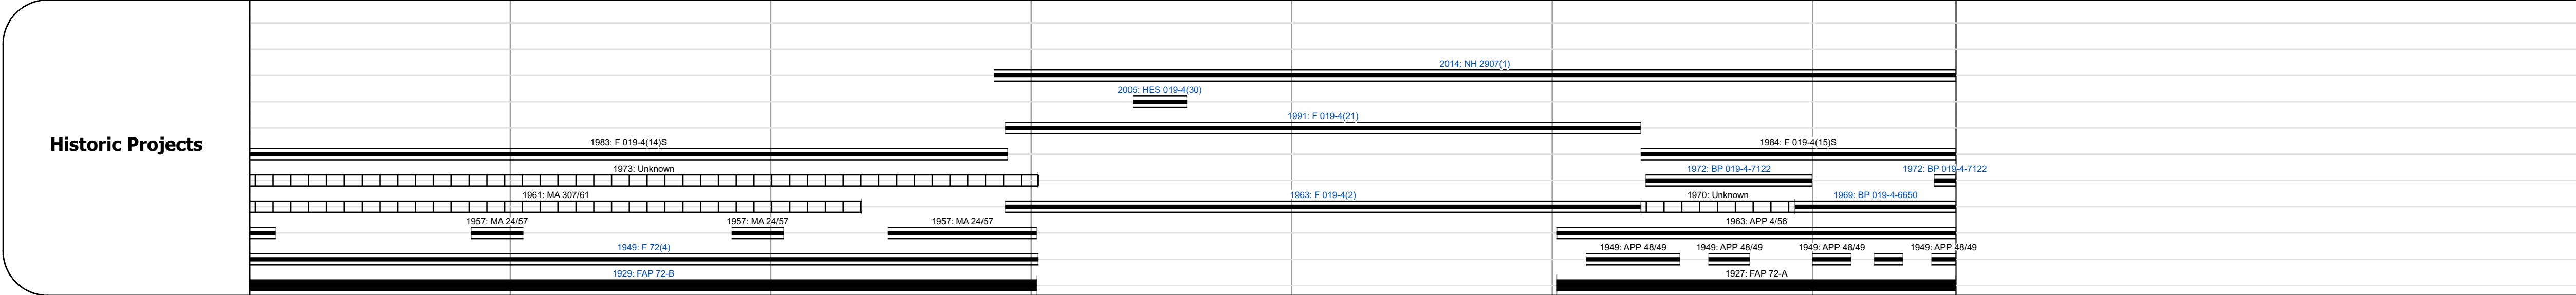 2014: NH 2907(1)
2005: HES 019-4(30)
1991: F 019-4(21)
Historic Projects
1983: F 019-4(14)S
1984: F 019-4(15)S
1973: Unknown
1972: BP 019-4-7122
1972: BP 019-4-7122
1961: MA 307/61
1963: F 019-4(2)
1970: Unknown
1969: BP 019-4-6650
1957: MA 24/57
1957: MA 24/57
1957: MA 24/57
1963: APP 4/56
1949: F 72(4)
1949: APP 48/49
1949: APP 48/49
1949: APP 48/49
1949: APP 48/49
1929: FAP 72-B
1927: FAP 72-A